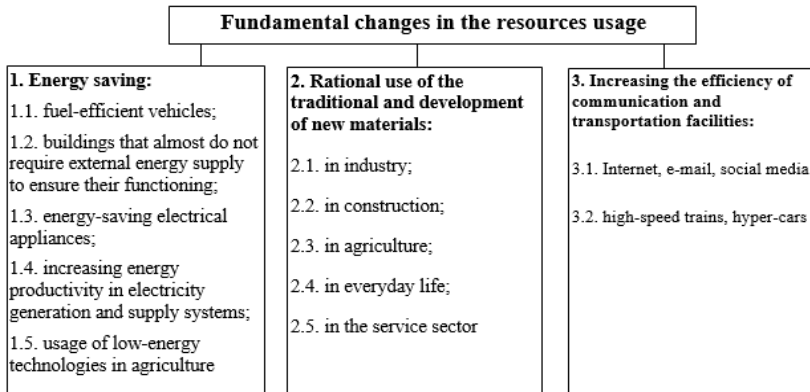 Fundamental changes in the resources usage
1. Energy saving:
1.1. fuel-efficient vehicles;
1.2. buildings that almost do not
require external energy supply
to ensure their functioning;
1.3. energy-saving electrical
appliances;
1.4. increasing energy
productivity in electricity
generation and supply systems;
1.5. usage of low-energy
technologies in agriculture
2. Rational use of the
traditional and development
of new materials:
2.1. in industry;
2.2. in construction;
2.3. in agriculture;
2.4. in everyday life;
2.5. in the service sector
3. Increasing the efficiency of
communication and
transportation facilities:
3.1. Internet, e-mail, social media
3.2. high-speed trains, hyper-cars